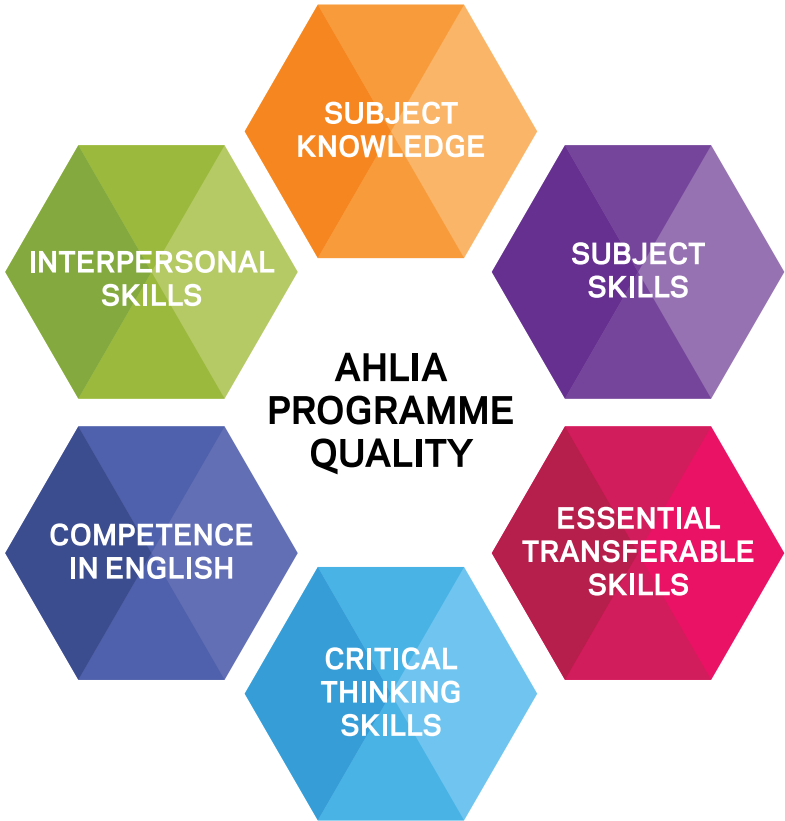 SUBJECT
KNOWLEDGE
SUBJECT
SKILLS
ESSENTIAL
TRANSFERABLE
SKILLS
CRITICAL
THINKING
SKILLS
COMPETENCE
IN ENGLISH
INTERPERSONAL
SKILLS
AHLIA
PROGRAMME
QUALITY